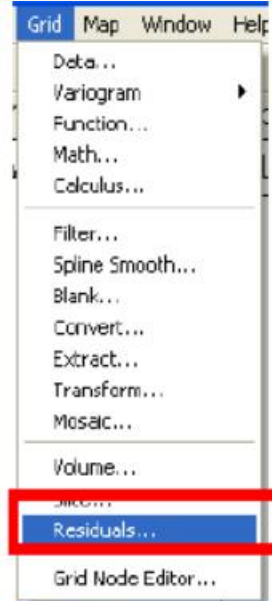 Grid Map Window Help
Data...
Variogram
Function...
Math...
Calculus...
Filter...
Spline Smooth...
Blank...
Convert...
Extract...
Transform...
Mosaic...
Volume...
Slice...
Residuals...
Grid Node Editor...